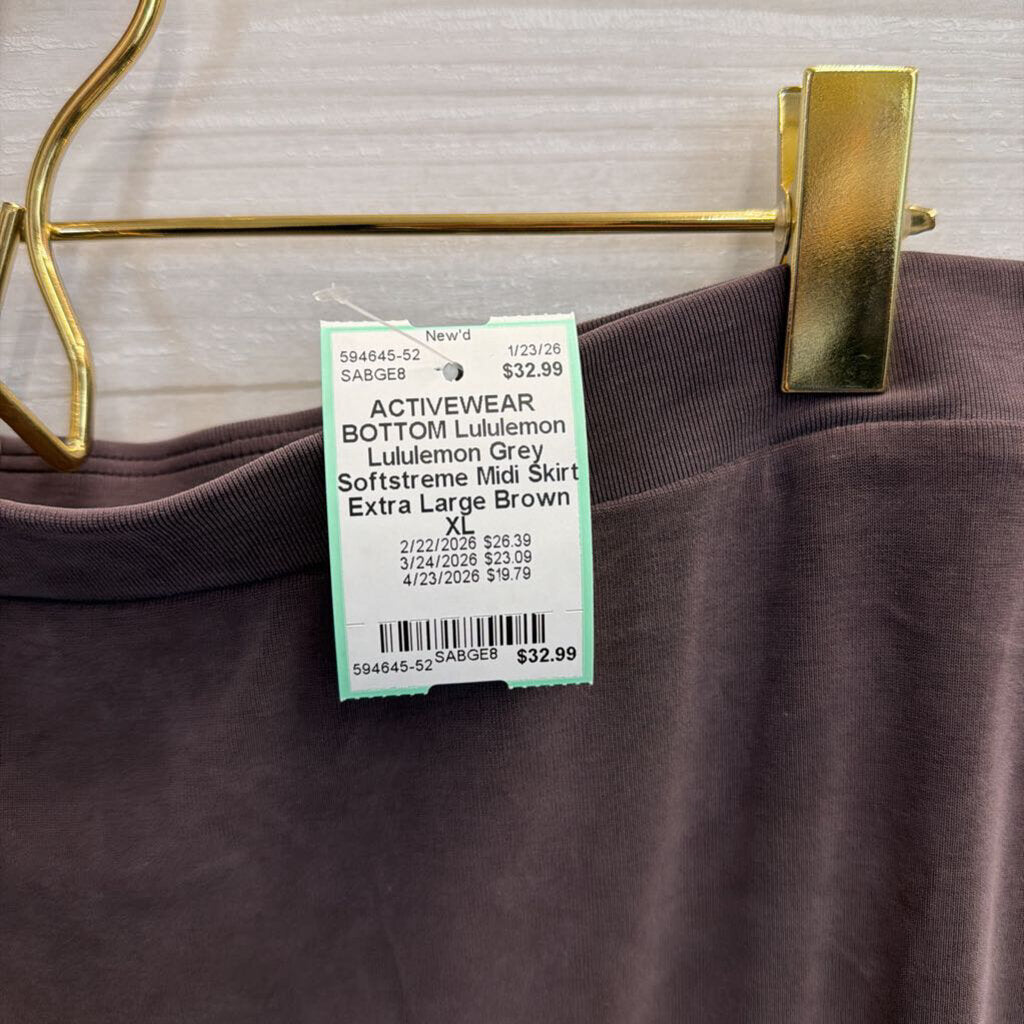 New'd
594645-52 1/23/26
SABGE8 $32.99
ACTIVEWEAR
BOTTOM Lululemon
Lululemon Grey
Softstreme Midi Skirt
Extra Large Brown
XL
2/22/2026 $26.39
3/24/2026 $23.09
4/23/2026 $19.79
594645-52 SABGE8 $32.99